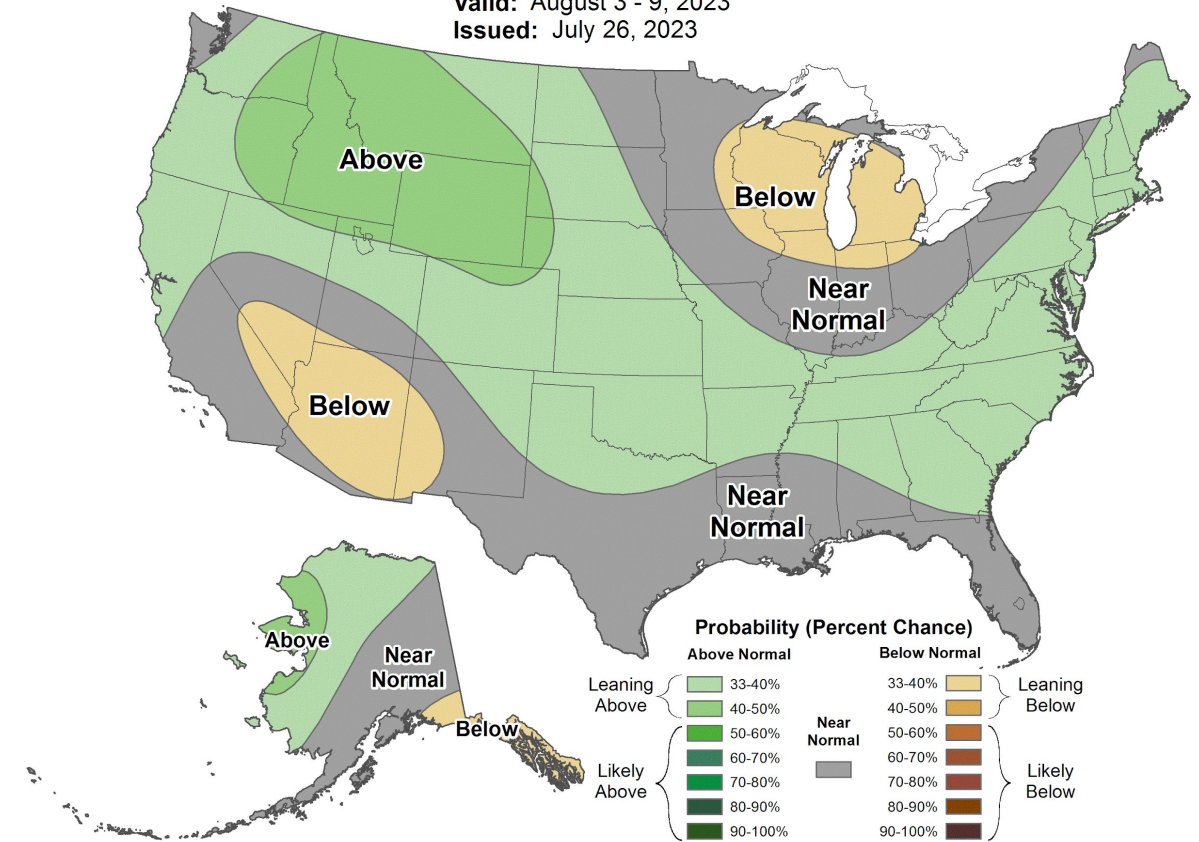 Valid: August 3 - 9, 2023
Issued: July 26, 2023
Above
Below
Near
Normal
Below
Near
Normal
Above
Near
Normal
Below
Probability (Percent Chance)
Above Normal
Below Normal
Leaning
Above
33-40%
40-50%
50-60%
60-70%
70-80%
80-90%
90-100%
Likely
Above
Near
Normal
33-40%
40-50%
50-60%
60-70%
70-80%
80-90%
90-100%
Leaning
Below
Likely
Below